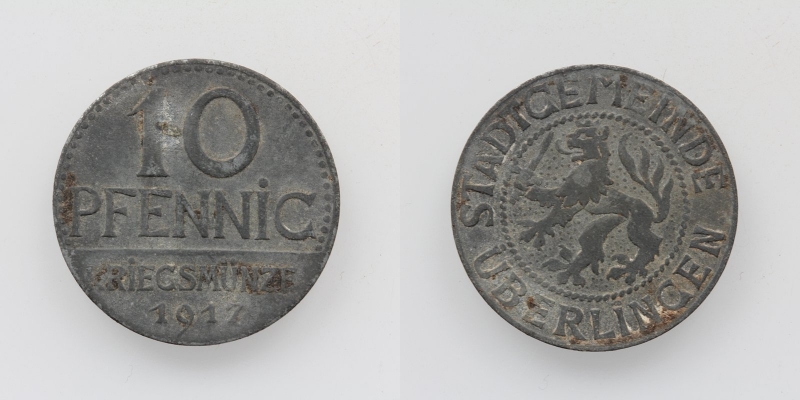 10
PFENNIG
KRIEGSMÜNZE
1917
STADTGEMEINDE
ÜBERLINGEN